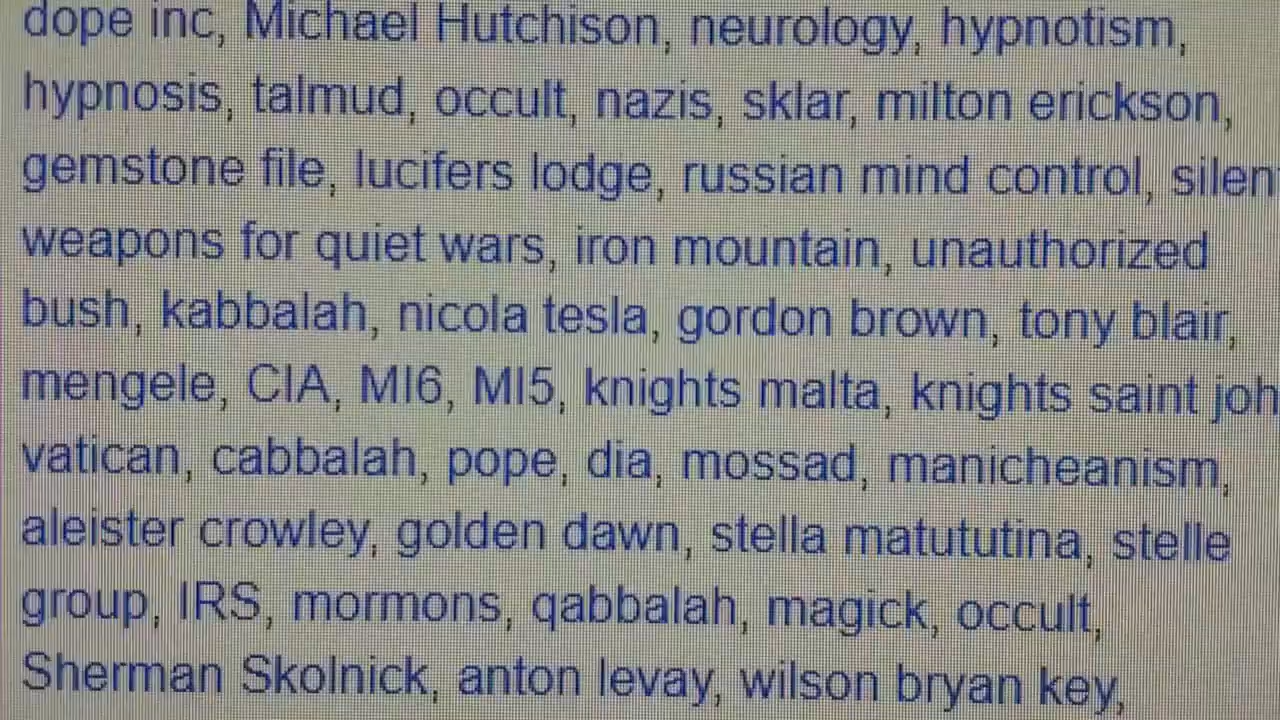 dope inc, Michael Hutchison, neurology, hypnotism,
hypnosis, talmud, occult, nazis, sklar, milton erickson,
gemstone file, lucifers lodge, russian mind control, silen
weapons for quiet wars, iron mountain, unauthorized
bush, kabbalah, nicola tesla, gordon brown, tony blair,
mengele, CIA, MI6, MI5, knights malta, knights saint joh
vatican, cabbalah, pope, dia, mossad, manicheanism,
aleister crowley, golden dawn, stella matututina, stelle
group, IRS, mormons, qabbalah, magick, occult,
Sherman Skolnick, anton levay, wilson bryan key,